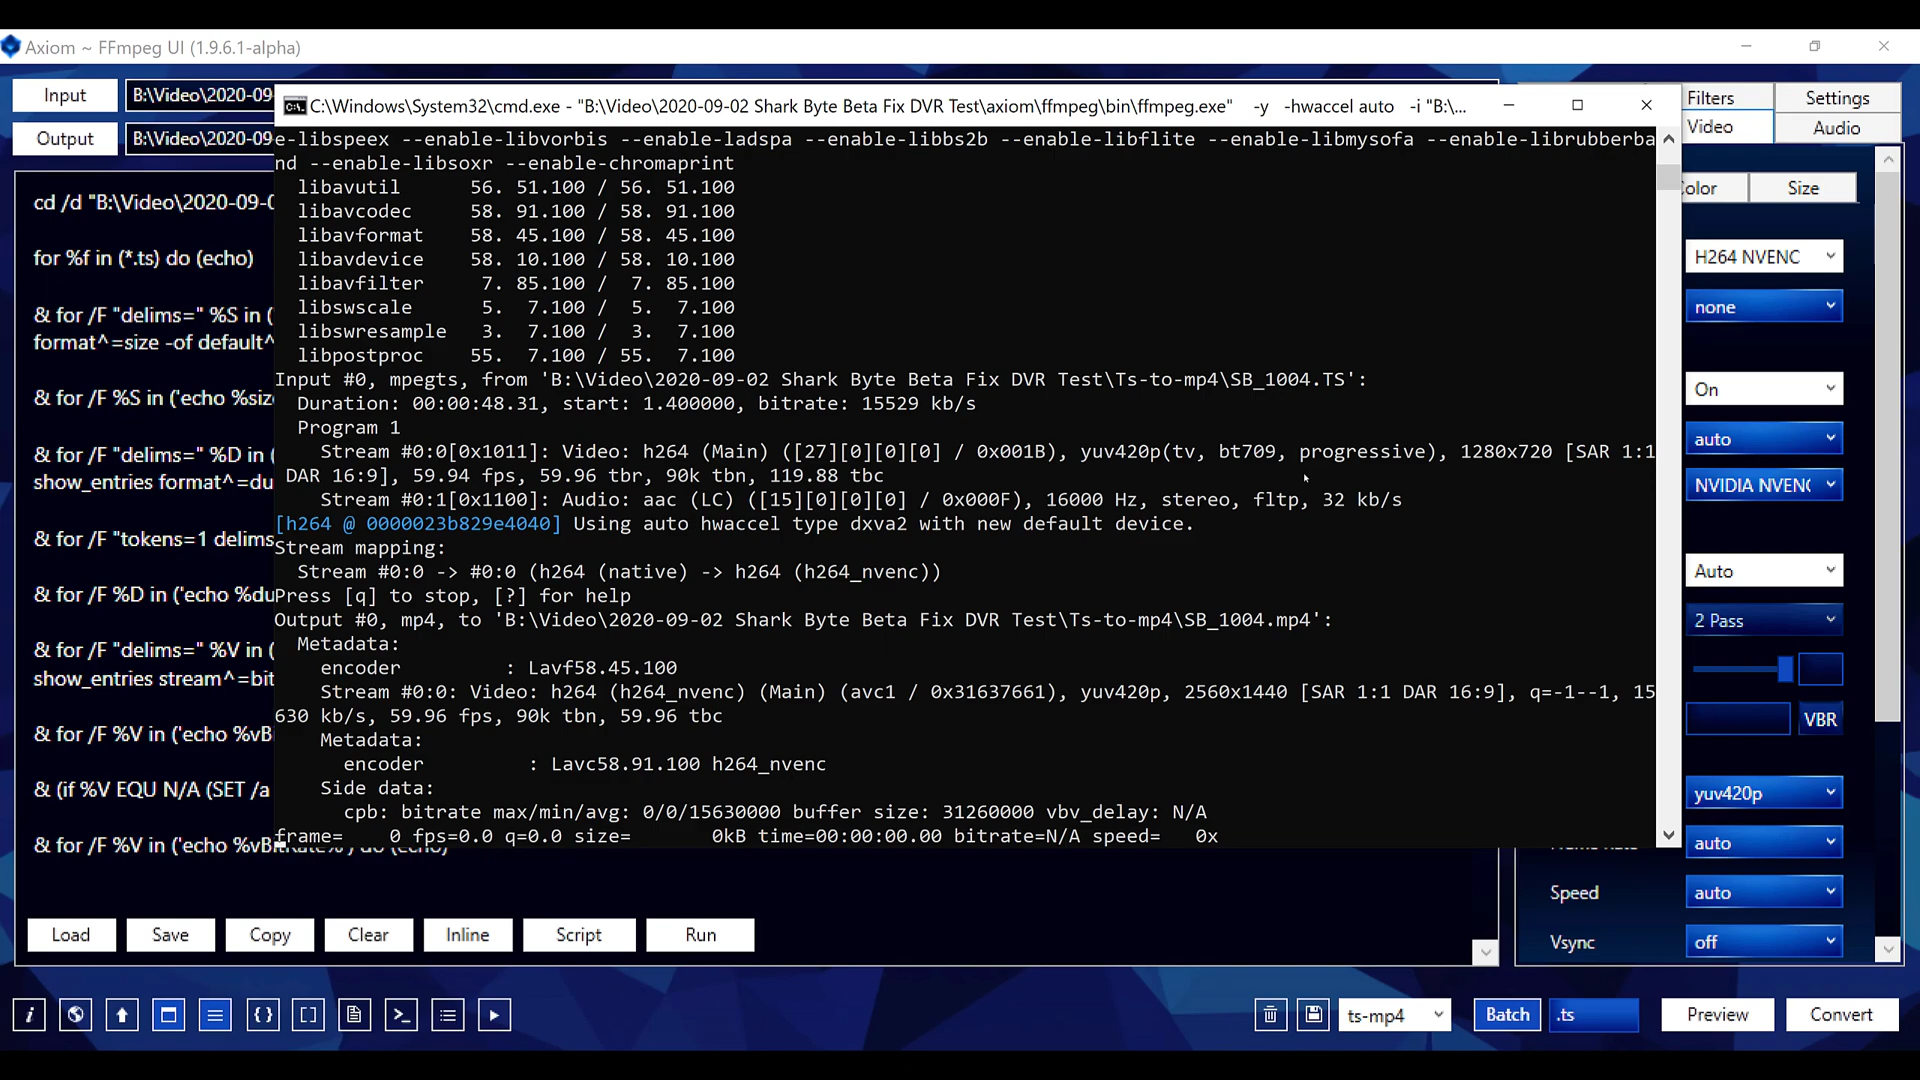 Axiom ~ FFmpeg UI (1.9.6.1-alpha)
Input
B:\Video\2020-09
Output
B:\Video\2020-09
Filters
Settings
Video
Audio
C:\Windows\System32\cmd.exe - "B:\Video\2020-09-02 Shark Byte Beta Fix DVR Test\axiom\ffmpeg\bin\ffmpeg.exe" -y -hwaccel auto -i "B:\...
e-libspeex --enable-libvorbis --enable-ladspa --enable-libbs2b --enable-libflite --enable-libmysofa --enable-librubberba
nd --enable-libsoxr --enable-chromaprint
libavutil 56. 51.100 / 56. 51.100
libavcodec 58. 91.100 / 58. 91.100
libavformat 58. 45.100 / 58. 45.100
libavdevice 58. 10.100 / 58. 10.100
libavfilter 7. 85.100 / 7. 85.100
libswscale 5. 7.100 / 5. 7.100
libswresample 3. 7.100 / 3. 7.100
libpostproc 55. 7.100 / 55. 7.100
Input #0, mpegts, from 'B:\Video\2020-09-02 Shark Byte Beta Fix DVR Test\Ts-to-mp4\SB_1004.TS':
Duration: 00:00:48.31, start: 1.400000, bitrate: 15529 kb/s
Program 1
Stream #0:0[0x1011]: Video: h264 (Main) ([27][0][0][0] / 0x001B), yuv420p(tv, bt709, progressive), 1280x720 [SAR 1:1
DAR 16:9], 59.94 fps, 59.96 tbr, 90k tbn, 119.88 tbc
Stream #0:1[0x1100]: Audio: aac (LC) ([15][0][0][0] / 0x000F), 16000 Hz, stereo, fltp, 32 kb/s
[h264 @ 0000023b829e4040] Using auto hwaccel type dxva2 with new default device.
Stream mapping:
Stream #0:0 -> #0:0 (h264 (native) -> h264 (h264_nvenc))
Press [q] to stop, [?] for help
Output #0, mp4, to 'B:\Video\2020-09-02 Shark Byte Beta Fix DVR Test\Ts-to-mp4\SB_1004.mp4':
Metadata:
encoder : Lavf58.45.100
Stream #0:0: Video: h264 (h264_nvenc) (Main) (avc1 / 0x31637661), yuv420p, 2560x1440 [SAR 1:1 DAR 16:9], q=-1--1, 15
630 kb/s, 59.96 fps, 90k tbn, 59.96 tbc
Metadata:
encoder : Lavc58.91.100 h264_nvenc
Side data:
cpb: bitrate max/min/avg: 0/0/15630000 buffer size: 31260000 vbv_delay: N/A
frame= 0 fps=0.0 q=0.0 size= 0kB time=00:00:00.00 bitrate=N/A speed= 0x
cd /d "B:\Video\2020-09-0
for %f in (*.ts) do (echo)
& for /F "delims=" %S in (
format^=size -of default^
& for /F %S in ('echo %size
& for /F "delims=" %D in (
show_entries format^=du
& for /F "tokens=1 delims
& for /F %D in ('echo %du
& for /F "delims=" %V in (
show_entries stream^=bit
& for /F %V in ('echo %vBi
& (if %V EQU N/A (SET /a
& for /F %V in ('echo %vBitRate%') do (echo)
Color
Size
H264 NVENC
none
On
auto
NVIDIA NVENC
Auto
2 Pass
VBR
yuv420p
auto
Speed
auto
Vsync
off
Load
Save
Copy
Clear
Inline
Script
Run
ts-mp4
Batch
.ts
Preview
Convert